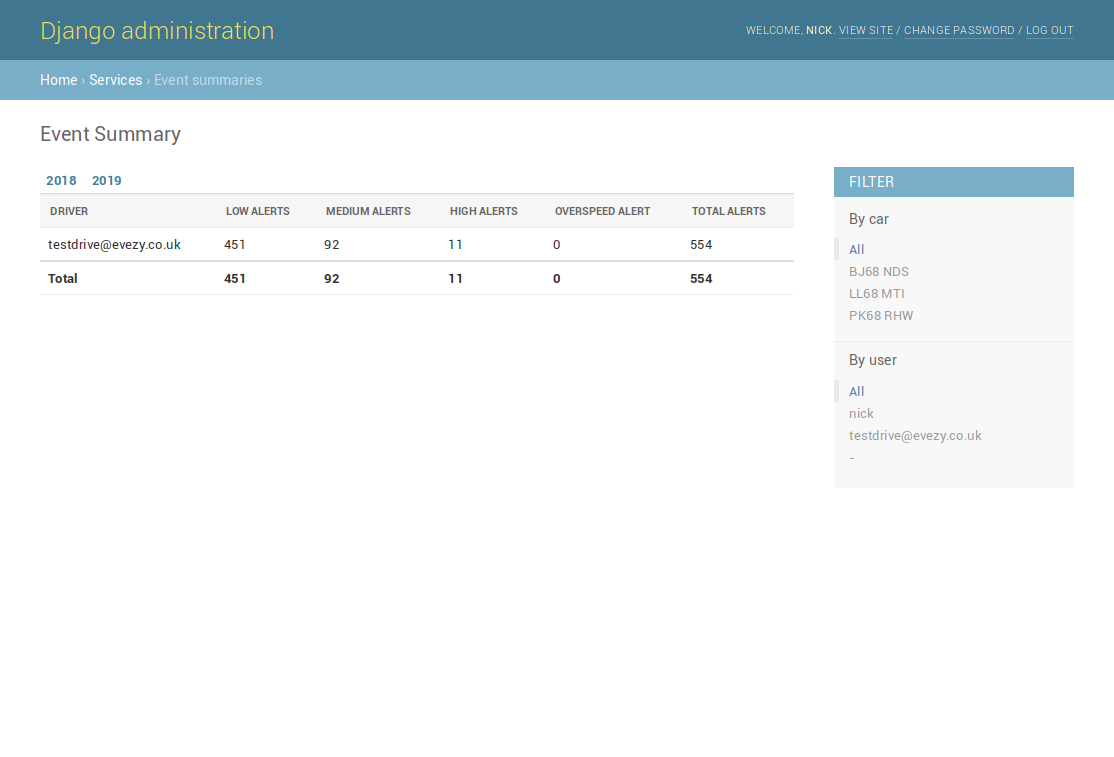 Django administration
WELCOME, NICK. VIEW SITE / CHANGE PASSWORD / LOG OUT
Home › Services › Event summaries
Event Summary
2018 2019
DRIVER LOW ALERTS MEDIUM ALERTS HIGH ALERTS OVERSPEED ALERT TOTAL ALERTS
testdrive@evezy.co.uk 451 92 11 0 554
Total 451 92 11 0 554
FILTER
By car
All
BJ68 NDS
LL68 MTI
PK68 RHW
By user
All
nick
testdrive@evezy.co.uk
-